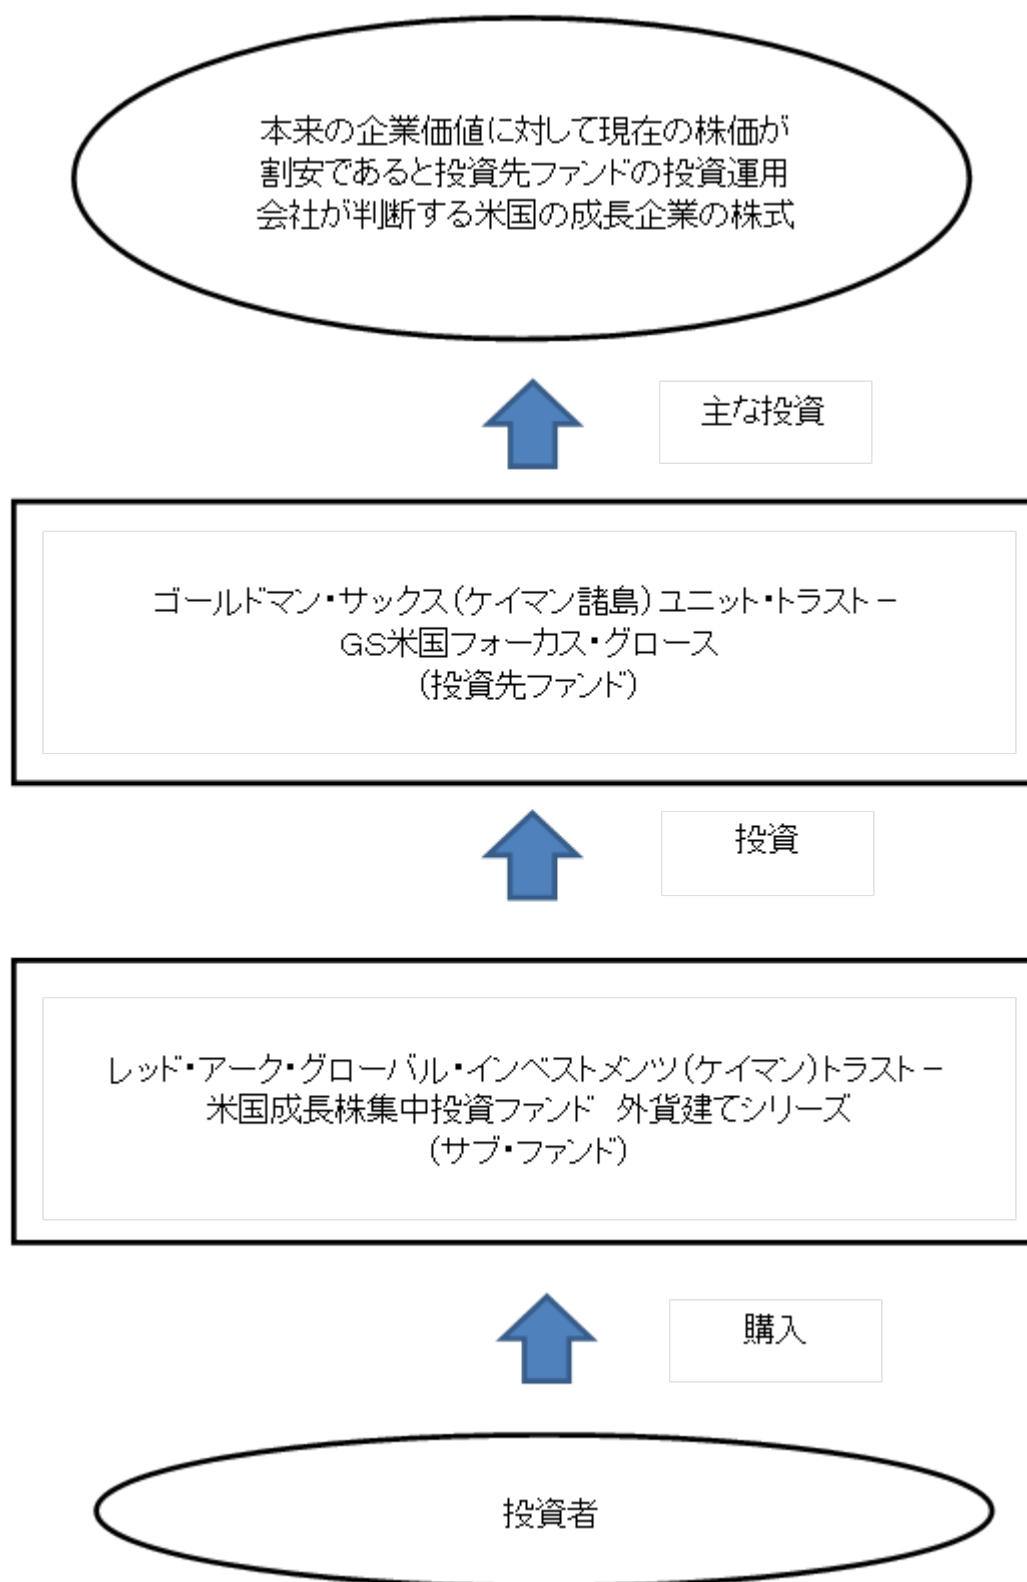 本来の企業価値に対して現在の株価が
割安であると投資先ファンドの投資運用
会社が判断する米国の成長企業の株式
主な投資
ゴールドマン・サックス(ケイマン諸島)ユニット・トラスト－
GS米国フォーカス・グロース
(投資先ファンド)
投資
レッド・アーク・グローバル・インベストメンツ(ケイマン)トラスト－
米国成長株集中投資ファンド　外貨建てシリーズ
(サブ・ファンド)
購入
投資者